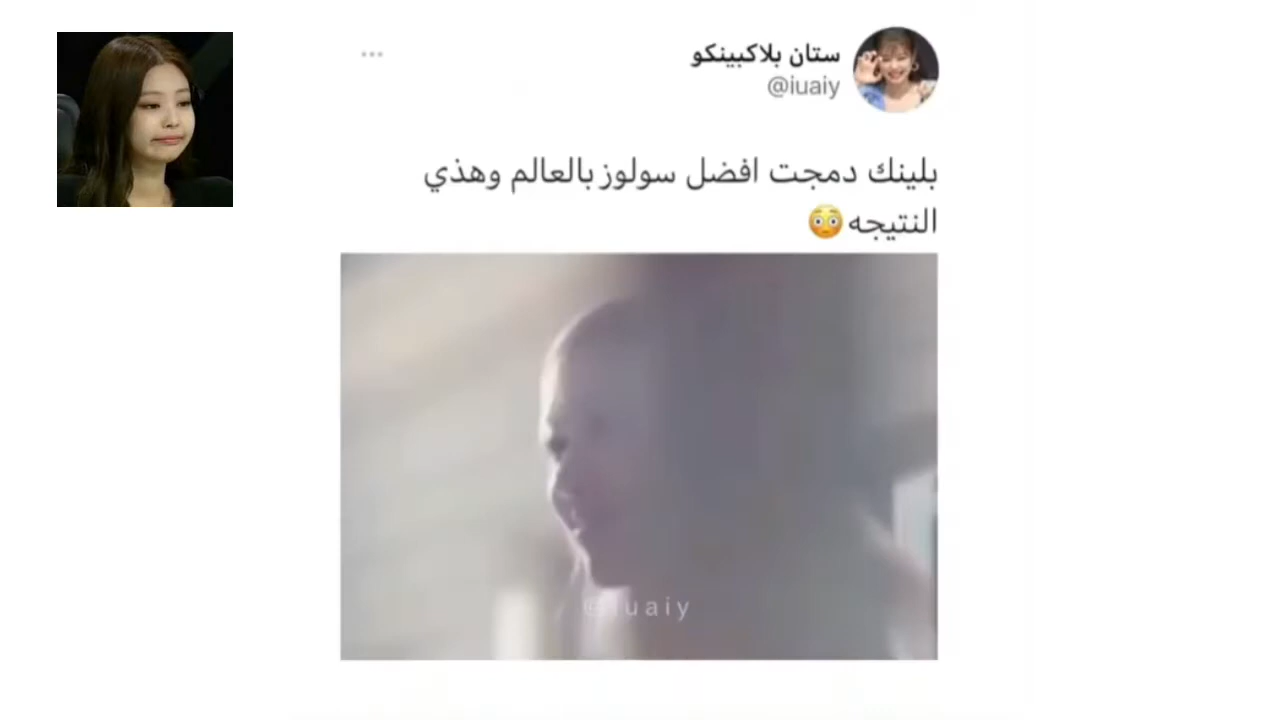 ستان بلاكبينكو
@iuaiy
بلينك دمجت افضل سولوز بالعالم وهذي
النتيجه😳
@iuaiy